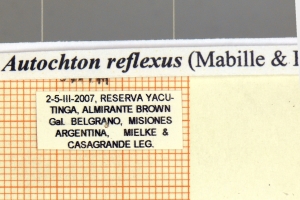 Autochton reflexus (Mabille &
2-5-III-2007, RESERVA YACU-
TINGA, ALMIRANTE BROWN
Gal. BELGRANO, MISIONES
ARGENTINA, MIELKE &
CASAGRANDE LEG.